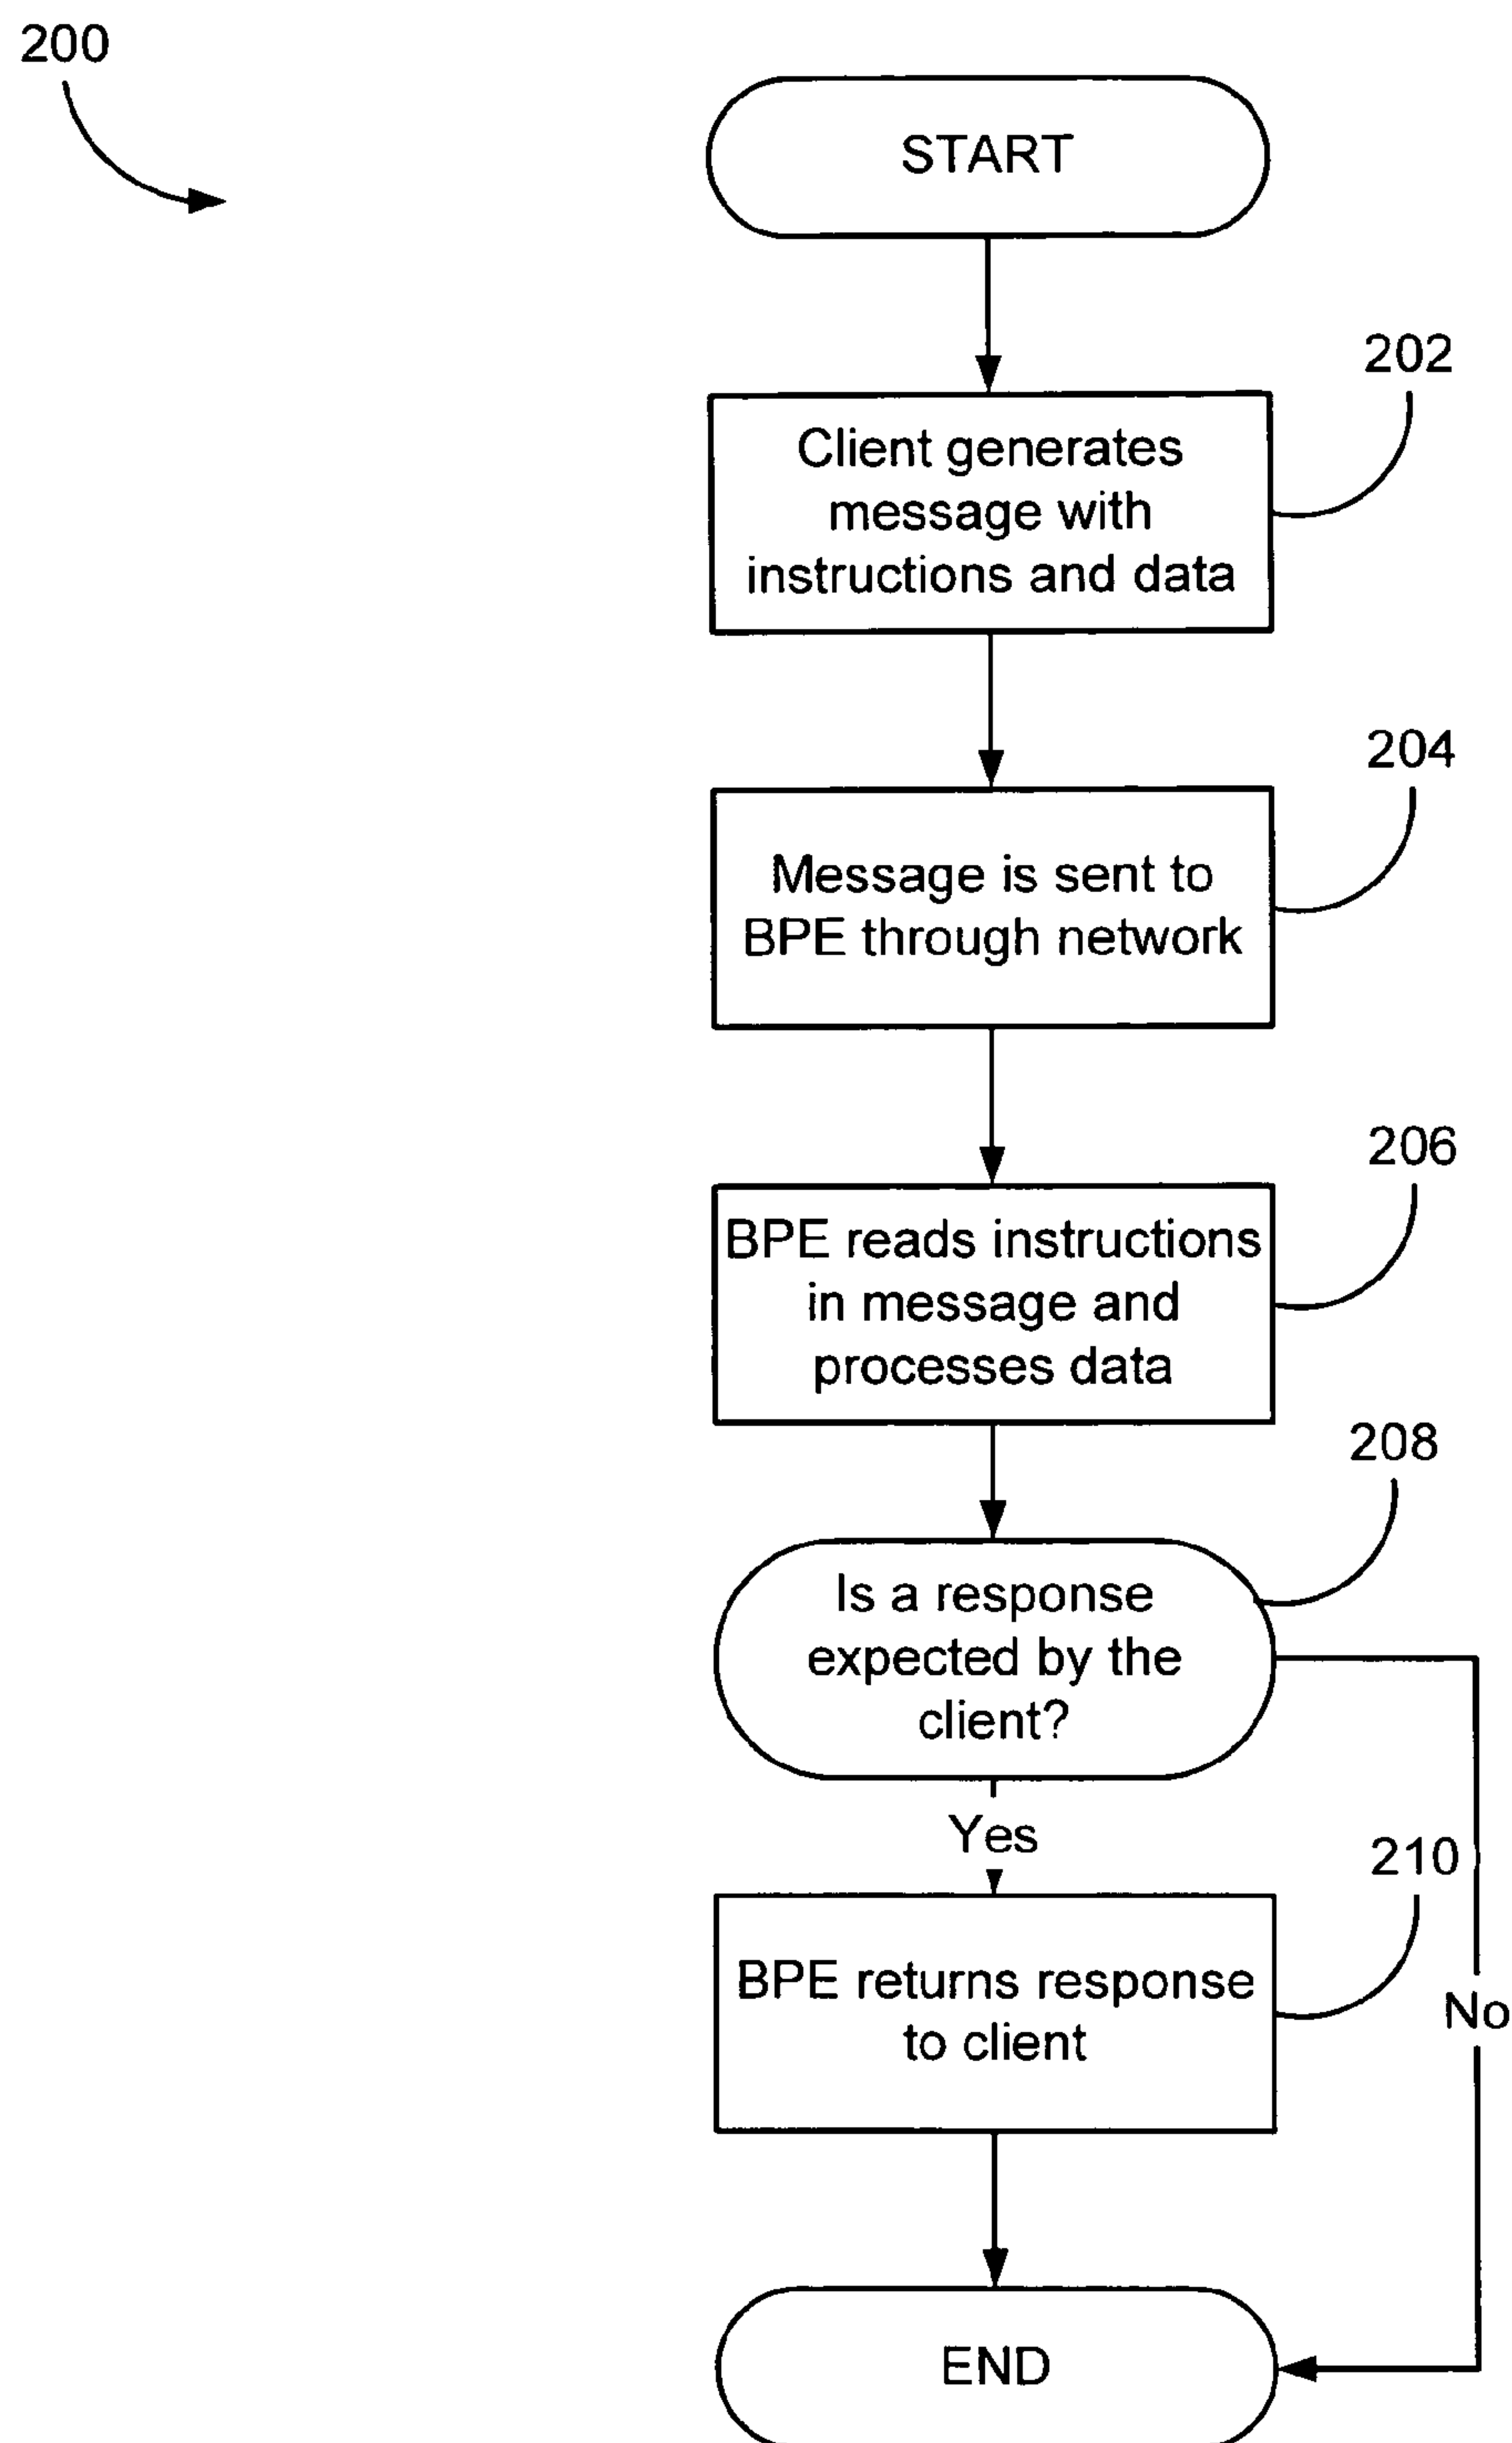 200
START
202
Client generates
message with
instructions and data
204
Message is sent to
BPE through network
206
BPE reads instructions
in message and
processes data
208
Is a response
expected by the
client?
Yes
210
BPE returns response
to client
No
END